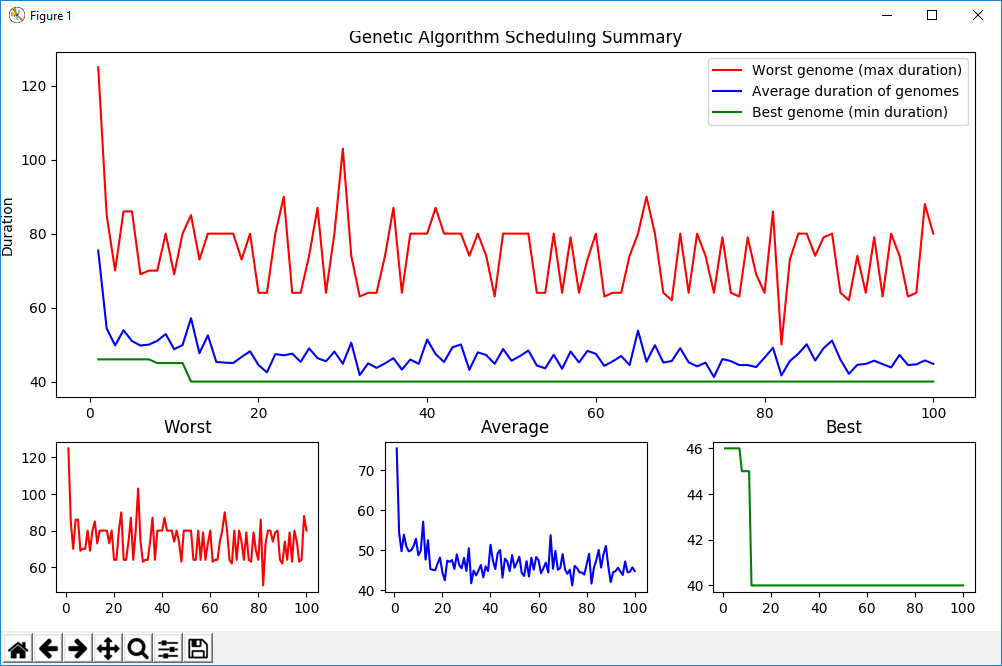 Figure 1
Genetic Algorithm Scheduling Summary
Worst genome (max duration)
Average duration of genomes
Best genome (min duration)
Duration
120
100
80
60
40
0 20 40 60 80 100
Worst
120
100
80
60
0 20 40 60 80 100
Average
70
60
50
40
0 20 40 60 80 100
Best
46
44
42
40
0 20 40 60 80 100